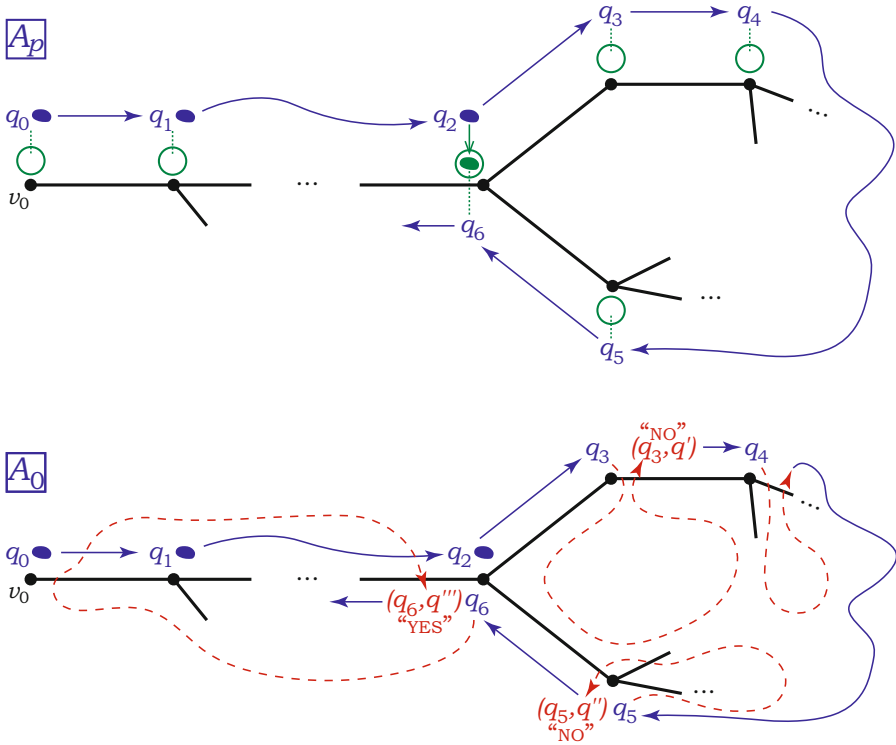 A_p
q_3 q_4
q_0 q_1 q_2 ...
v_0 ...
q_6
...
q_5
"NO"
A_0
q_3 (q_3,q') q_4
...
q_0 q_1 q_2
v_0 ... (q_6,q''')q_6
"YES"
...
(q_5,q'')q_5
"NO"